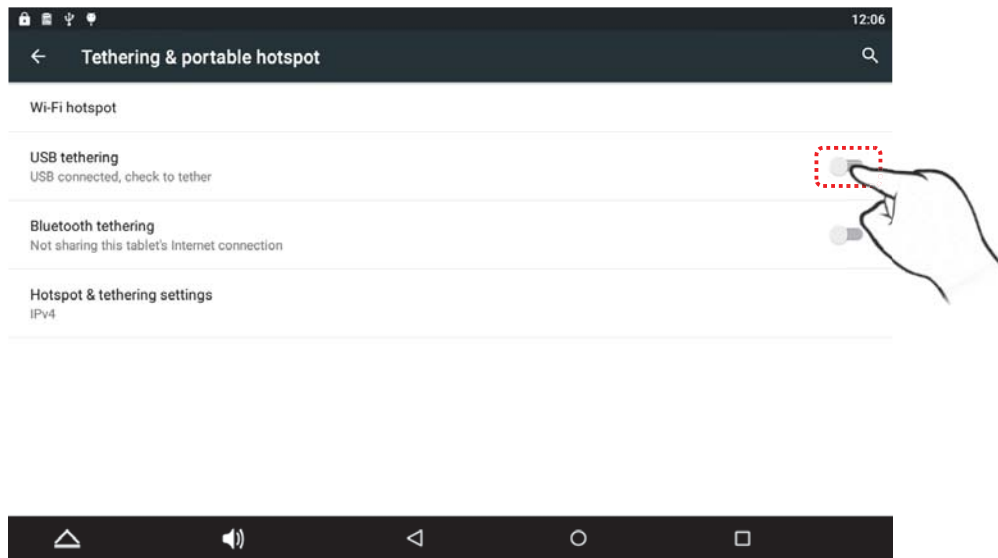 12:06
Tethering & portable hotspot
Wi-Fi hotspot
USB tethering
USB connected, check to tether
Bluetooth tethering
Not sharing this tablet's Internet connection
Hotspot & tethering settings
IPv4